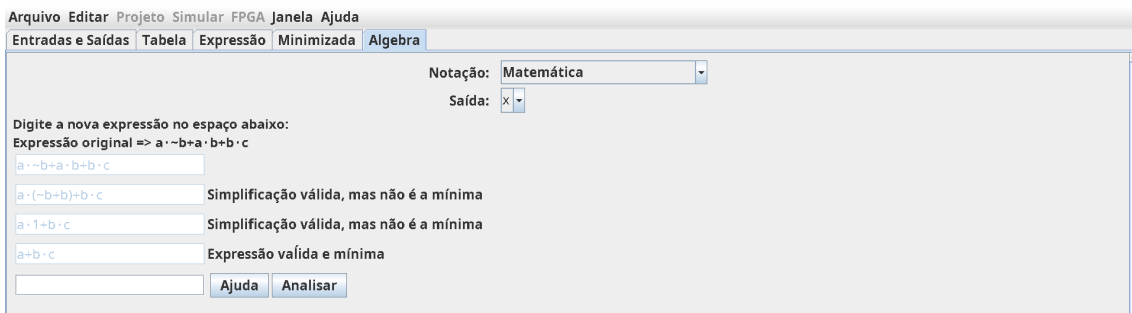 Arquivo Editar Projeto Simular FPGA Janela Ajuda
Entradas e Saídas Tabela Expressão Minimizada Algebra
Notação: Matemática
Saída: x
Digite a nova expressão no espaço abaixo:
Expressão original => a·~b+a·b+b·c
a·~b+a·b+b·c
a·(~b+b)+b·c Simplificação válida, mas não é a mínima
a·1+b·c Simplificação válida, mas não é a mínima
a+b·c Expressão vaĺida e mínima
Ajuda Analisar